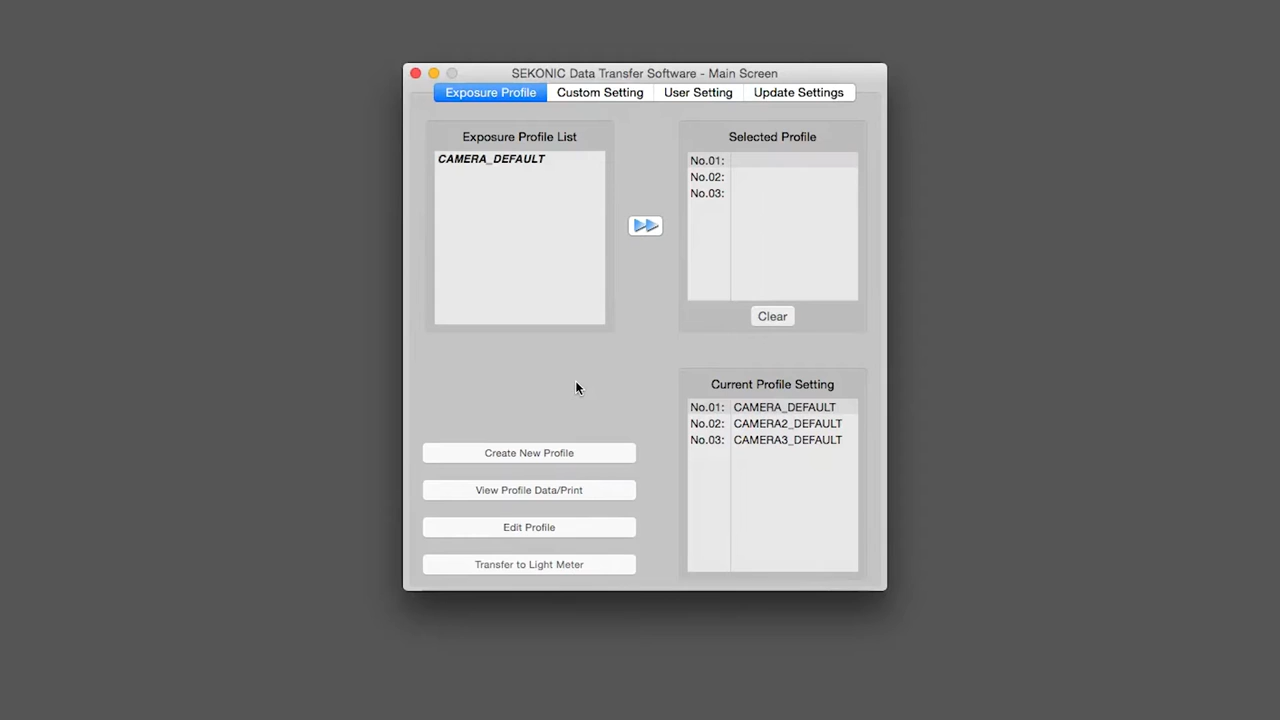 SEKONIC Data Transfer Software - Main Screen
Exposure Profile
Custom Setting
User Setting
Update Settings
Exposure Profile List
CAMERA_DEFAULT
Selected Profile
No.01:
No.02:
No.03:
Clear
Current Profile Setting
No.01: CAMERA_DEFAULT
No.02: CAMERA2_DEFAULT
No.03: CAMERA3_DEFAULT
Create New Profile
View Profile Data/Print
Edit Profile
Transfer to Light Meter